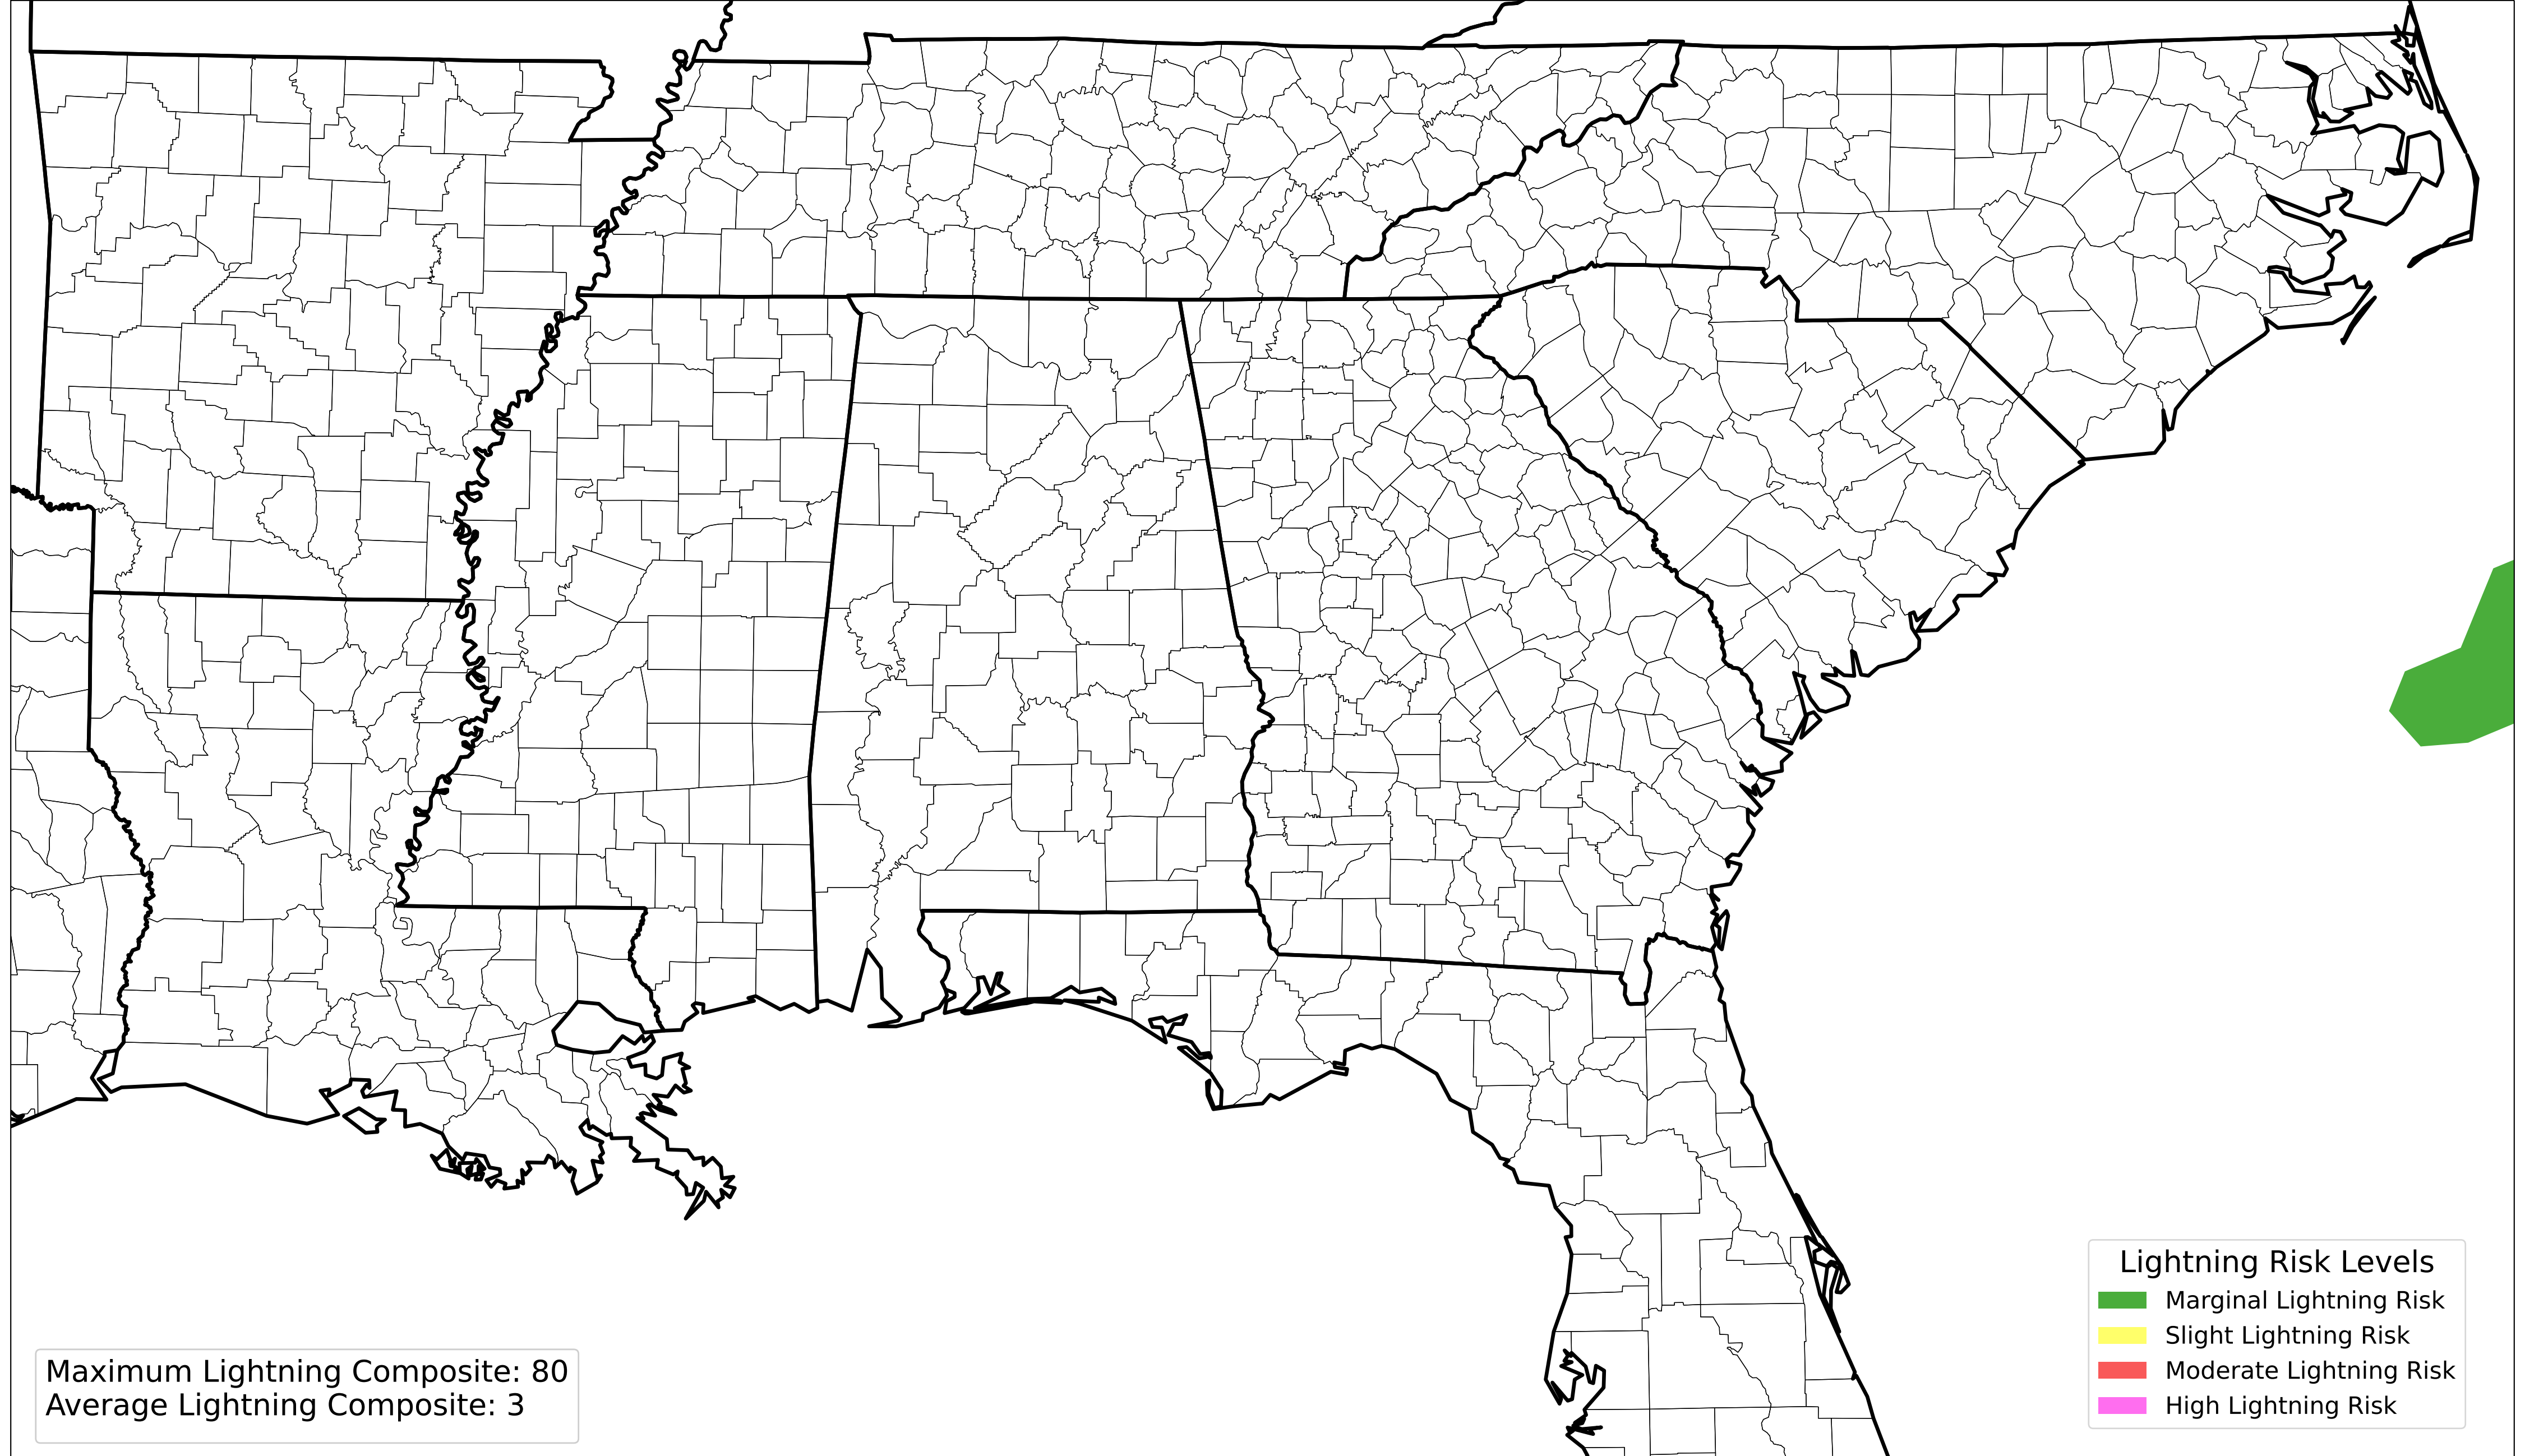 Maximum Lightning Composite: 80
Average Lightning Composite: 3
Lightning Risk Levels
Marginal Lightning Risk
Slight Lightning Risk
Moderate Lightning Risk
High Lightning Risk